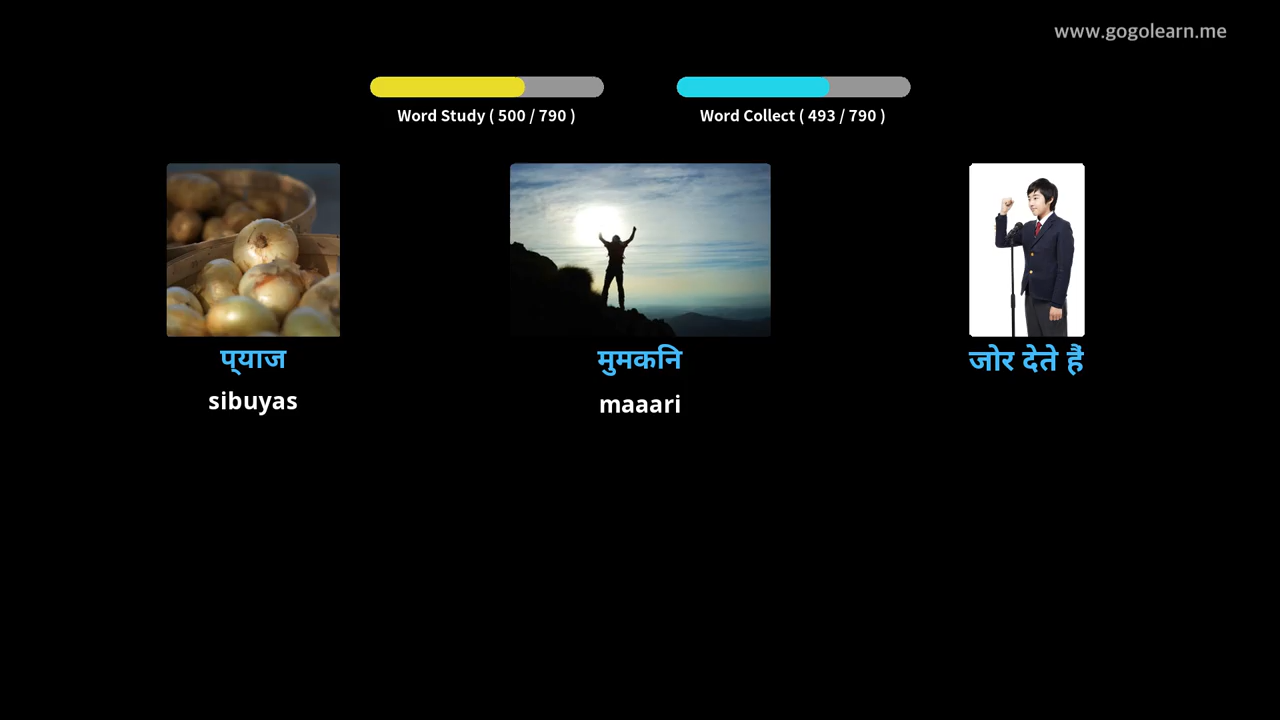 www.gogolearn.me
Word Study ( 500 / 790 )
Word Collect ( 493 / 790 )
प्याज
मुमकनि
जोर देते हैं
sibuyas
maaari